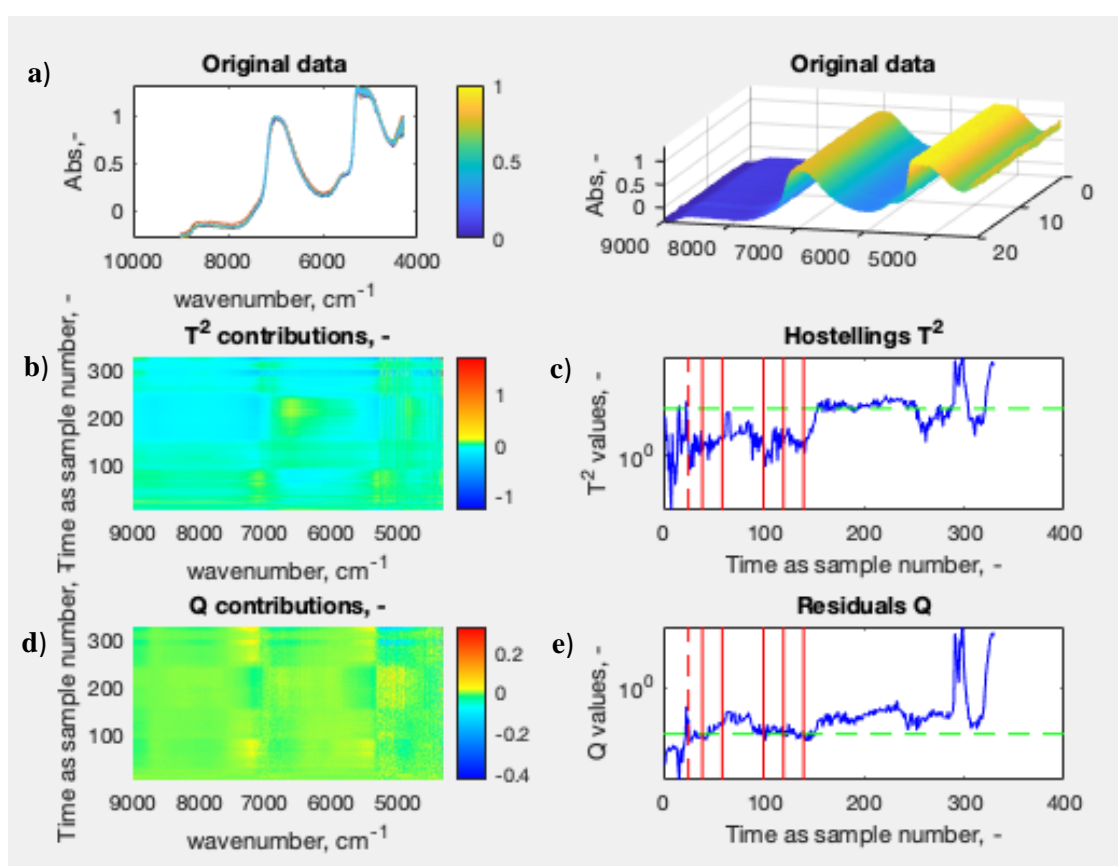 a)
Original data
Abs,-
1
0.5
0
10000 8000 6000 4000
wavenumber, cm-1
1
0.5
0
Original data
Abs, -
1
0.5
0
9000 8000 7000 6000 5000
0
10
20
b)
T2 contributions, -
Time as sample number, -
300
200
100
9000 8000 7000 6000 5000
wavenumber, cm-1
1
0
-1
c)
Hostellings T2
T2 values, -
100
0 100 200 300 400
Time as sample number, -
d)
Q contributions, -
Time as sample number, -
300
200
100
9000 8000 7000 6000 5000
wavenumber, cm-1
0.2
0
-0.2
-0.4
e)
Residuals Q
Q values, -
100
0 100 200 300 400
Time as sample number, -